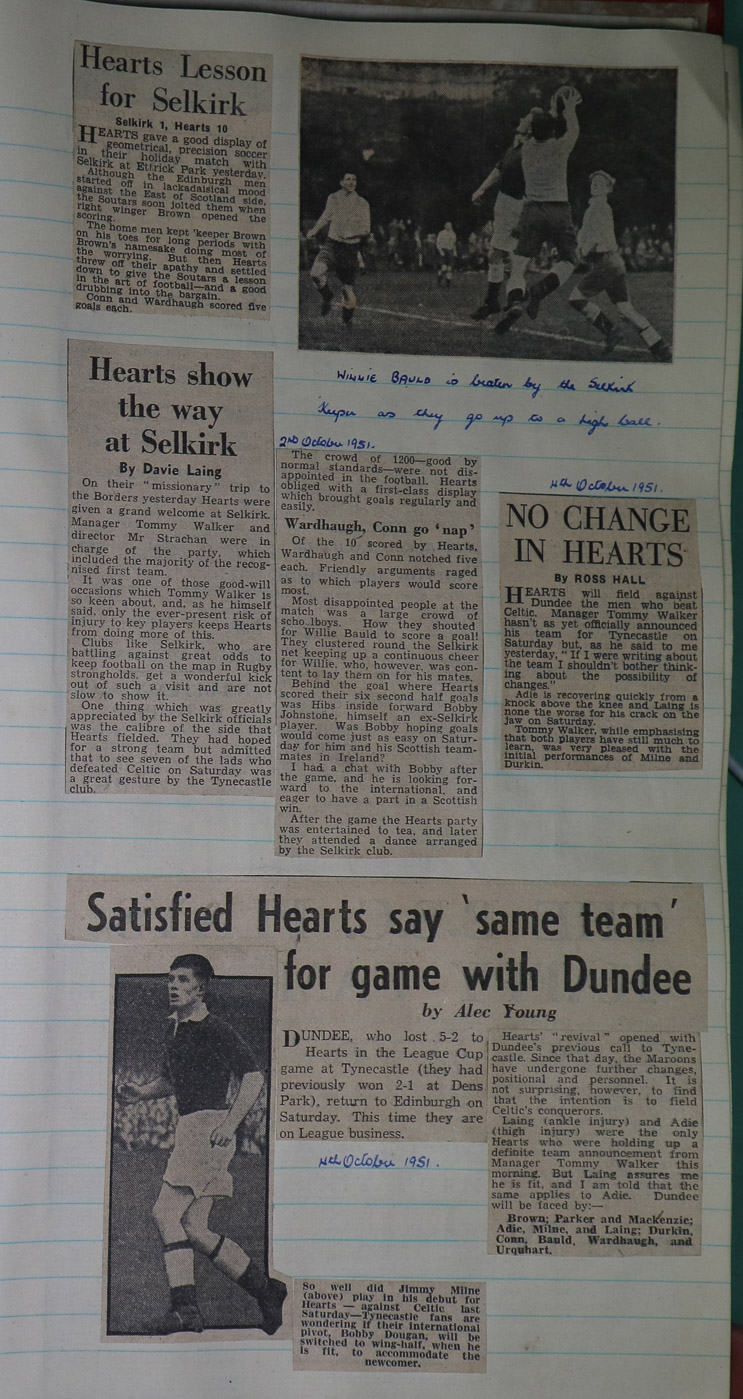 Hearts Lesson
for Selkirk
Selkirk 1, Hearts 10
HEARTS gave a good display of
geometrical, precision soccer
in their holiday match with
Selkirk at Ettrick Park yesterday.
Although the Edinburgh men
started off in lackadaisical mood
against the East of Scotland side,
the Soutars soon jolted them when
right winger Brown opened the
scoring.
The home men kept 'keeper Brown
on his toes for long periods with
Brown's namesake doing most of
the worrying. But then Hearts
threw off their apathy and settled
down to give the Soutars a lesson
in the art of football—and a good
drubbing into the bargain.
Conn and Wardhaugh scored five
goals each.
WINNIE BAULD is beaten by the Selkirk
Keeper as they go up to a high ball.
Hearts show
the way
at Selkirk
By Davie Laing
On their "missionary" trip to
the Borders yesterday Hearts were
given a grand welcome at Selkirk.
Manager Tommy Walker and
director Mr Strachan were in
charge of the party, which
included the majority of the recog-
nised first team.
It was one of those good-will
occasions which Tommy Walker is
so keen about, and, as he himself
said, only the ever-present risk of
injury to key players keeps Hearts
from doing more of this.
Clubs like Selkirk, who are
battling against great odds to
keep football on the map in Rugby
strongholds, get a wonderful kick
out of such a visit and are not
slow to show it.
One thing which was greatly
appreciated by the Selkirk officials
was the calibre of the side that
Hearts fielded. They had hoped
for a strong team but admitted
that to see seven of the lads who
defeated Celtic on Saturday was
a great gesture by the Tynecastle
club.
2nd October 1951.
The crowd of 1200—good by
normal standards—were not dis-
appointed in the football. Hearts
obliged with a first-class display
which brought goals regularly and
easily.
Wardhaugh, Conn go 'nap'
Of the 10 scored by Hearts,
Wardhaugh and Conn notched five
each. Friendly arguments raged
as to which players would score
most.
Most disappointed people at the
match was a large crowd of
schoolboys. How they shouted
for Willie Bauld to score a goal!
They clustered round the Selkirk
net keeping up a continuous cheer
for Willie, who, however, was con-
tent to lay them on for his mates.
Behind the goal where Hearts
scored their six second half goals
was Hibs inside forward Bobby
Johnstone, himself an ex-Selkirk
player. Was Bobby hoping goals
would come just as easy on Satur-
day for him and his Scottish team-
mates in Ireland?
I had a chat with Bobby after
the game, and he is looking for-
ward to the international, and
eager to have a part in a Scottish
win.
After the game the Hearts party
was entertained to tea, and later
they attended a dance arranged
by the Selkirk club.
4th October 1951.
NO CHANGE
IN HEARTS
By ROSS HALL
HEARTS will field against
Dundee the men who beat
Celtic. Manager Tommy Walker
hasn't as yet officially announced
his team for Tynecastle on
Saturday but, as he said to me
yesterday, "If I were writing about
the team I shouldn't bother think-
ing about the possibility of
changes."
Adie is recovering quickly from a
knock above the knee and Laing is
none the worse for his crack on the
jaw on Saturday.
Tommy Walker, while emphasising
that both players have still much to
learn, was very pleased with the
initial performances of Milne and
Durkin.
Satisfied Hearts say 'same team'
for game with Dundee
by Alec Young
DUNDEE, who lost 5-2 to
Hearts in the League Cup
game at Tynecastle (they had
previously won 2-1 at Dens
Park), return to Edinburgh on
Saturday. This time they are
on League business.
4th October 1951.
Hearts' "revival" opened with
Dundee's previous call to Tyne-
castle. Since that day, the Maroons
have undergone further changes,
positional and personnel. It is
not surprising, however, to find
that the intention is to field
Celtic's conquerors.
Laing (ankle injury) and Adie
(thigh injury) were the only
Hearts who were holding up a
definite team announcement from
Manager Tommy Walker this
morning. But Laing assures me
he is fit, and I am told that the
same applies to Adie. Dundee
will be faced by:—
Brown; Parker and Mackenzie;
Adie, Milne, and Laing; Durkin,
Conn, Bauld, Wardhaugh, and
Urquhart.
So well did Jimmy Milne
(above) play in his debut for
Hearts — against Celtic last
Saturday—Tynecastle fans are
wondering if their international
pivot, Bobby Dougan, will be
switched to wing-half, when he
is fit, to accommodate the
newcomer.